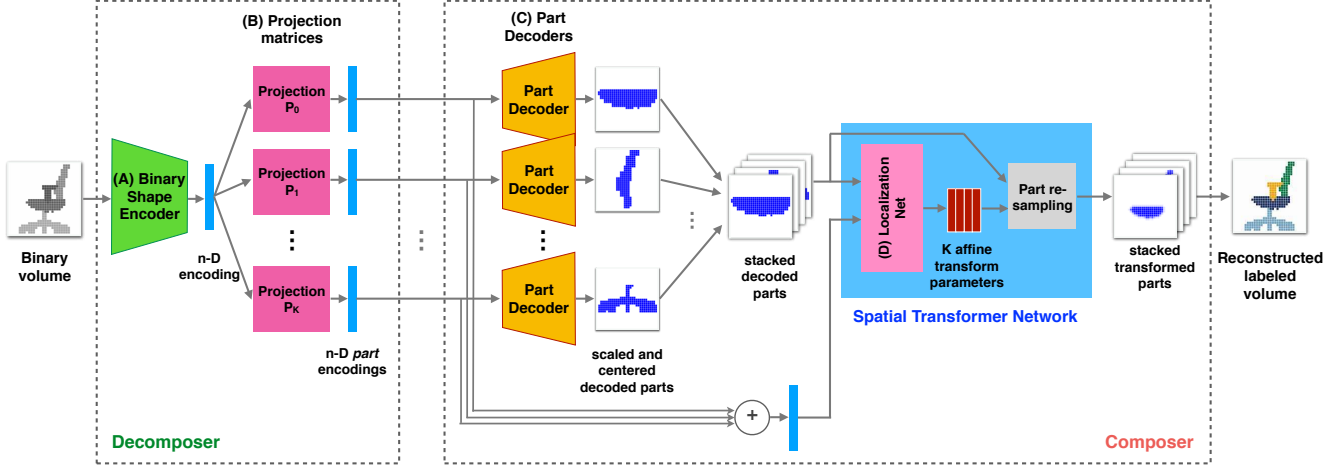 (B) Projection
matrices
(C) Part
Decoders
Projection
P0
Part
Decoder
(A) Binary
Shape
Encoder
Projection
P1
Part
Decoder
(D) Localization
Net
Part re-
sampling
...
...
...
...
Binary
volume
n-D
encoding
Projection
PK
Part
Decoder
stacked
decoded
parts
K affine
transform
parameters
stacked
transformed
parts
Reconstructed
labeled
volume
Spatial Transformer Network
n-D part
encodings
scaled and
centered
decoded parts
+
Decomposer
Composer